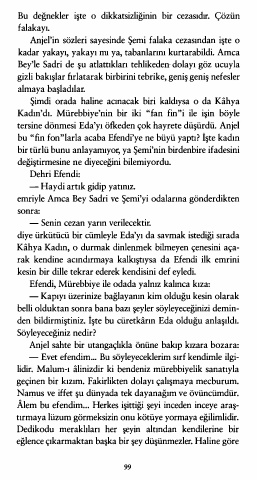 Bu değnekler işte o dikkatsizliğinin bir cezasıdır. Çözün
falakayı.
Anjel'in sözleri sayesinde Şemi falaka cezasından işte o
kadar yakayı, yakayı mı ya, tabanlarını kurtarabildi. Amca
Bey'le Sadri de şu atlattıkları tehlikeden dolayı göz ucuyla
gizli bakışlar fırlatarak birbirini tebrike, geniş geniş nefesler
almaya başladılar.
Şimdi orada haline acınacak biri kaldıysa o da Kâhya
Kadın'dı. Mürebbiye'nin bir iki "fan fin"i ile işin böyle
tersine dönmesi Eda'yı öfkeden çok hayrete düşürdü. Anjel
bu "fin fon"larla acaba Efendi'ye ne büyü yaptı? İşte kadın
bir türlü bunu anlayamıyor, ya Şemi'nin birdenbire ifadesini
değiştirmesine ne diyeceğini bilemiyordu.
Dehri Efendi:
— Haydi artık gidip yatınız.
emriyle Amca Bey Sadri ve Şemi'yi odalarına gönderdikten
sonra:
— Senin cezan yarın verilecektir.
diye ürkütücü bir cümleyle Eda'yı da savmak istediği sırada
Kâhya Kadın, o durmak dinlenmek bilmeyen çenesini aça-
rak kendine acındırmaya kalkıştıysa da Efendi ilk emrini
kesin bir dille tekrar ederek kendisini def eyledi.
Efendi, Mürebbiye ile odada yalnız kalınca kıza:
— Kapıyı üzerinize bağlayanın kim olduğu kesin olarak
belli olduktan sonra bana bazı şeyler söyleyeceğinizi demin-
den bildirmiştiniz. İşte bu cüretkârın Eda olduğu anlaşıldı.
Söyleyeceğiniz nedir?
Anjel sahte bir utangaçlıkla önüne bakıp kızara bozara:
— Evet efendim... Bu söyleyeceklerim sırf kendimle ilgi-
lidir. Malum-ı âlinizdir ki bendeniz mürebbiyelik sanatıyla
geçinen bir kızım. Fakirlikten dolayı çalışmaya mecburum.
Namus ve iffet şu dünyada tek dayanağım ve övüncümdür.
Âlem bu efendim... Herkes işittiği şeyi inceden inceye araş-
tırmaya lüzum görmeksizin onu kötüye yormaya eğilimlidir.
Dedikodu meraklıları her şeyin altından kendilerine bir
eğlence çıkarmaktan başka bir şey düşünmezler. Haline göre
99